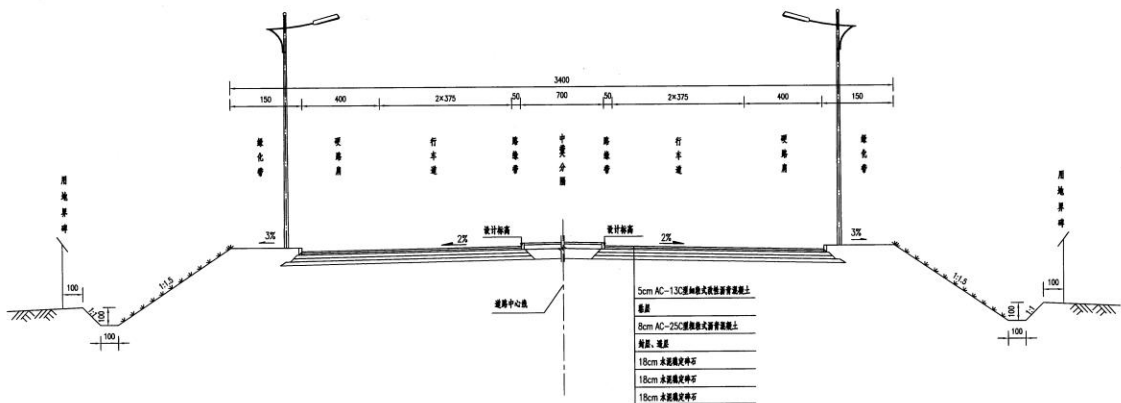 3400
150
400
2×375
50
700
50
2×375
400
150
绿化带
硬路肩
行车道
路缘带
中央分隔
路缘带
行车道
硬路肩
绿化带
用地界碑
用地界碑
3%
2%
设计标高
设计标高
2%
3%
1:1.5
1:1.5
100
1:1
100
100
道路中心线
5cm AC-13C型细粒式改性沥青混凝土
粘层
8cm AC-25C型粗粒式沥青混凝土
封层、透层
18cm 水泥稳定碎石
18cm 水泥稳定碎石
18cm 水泥稳定碎石
100
1:1
100
100